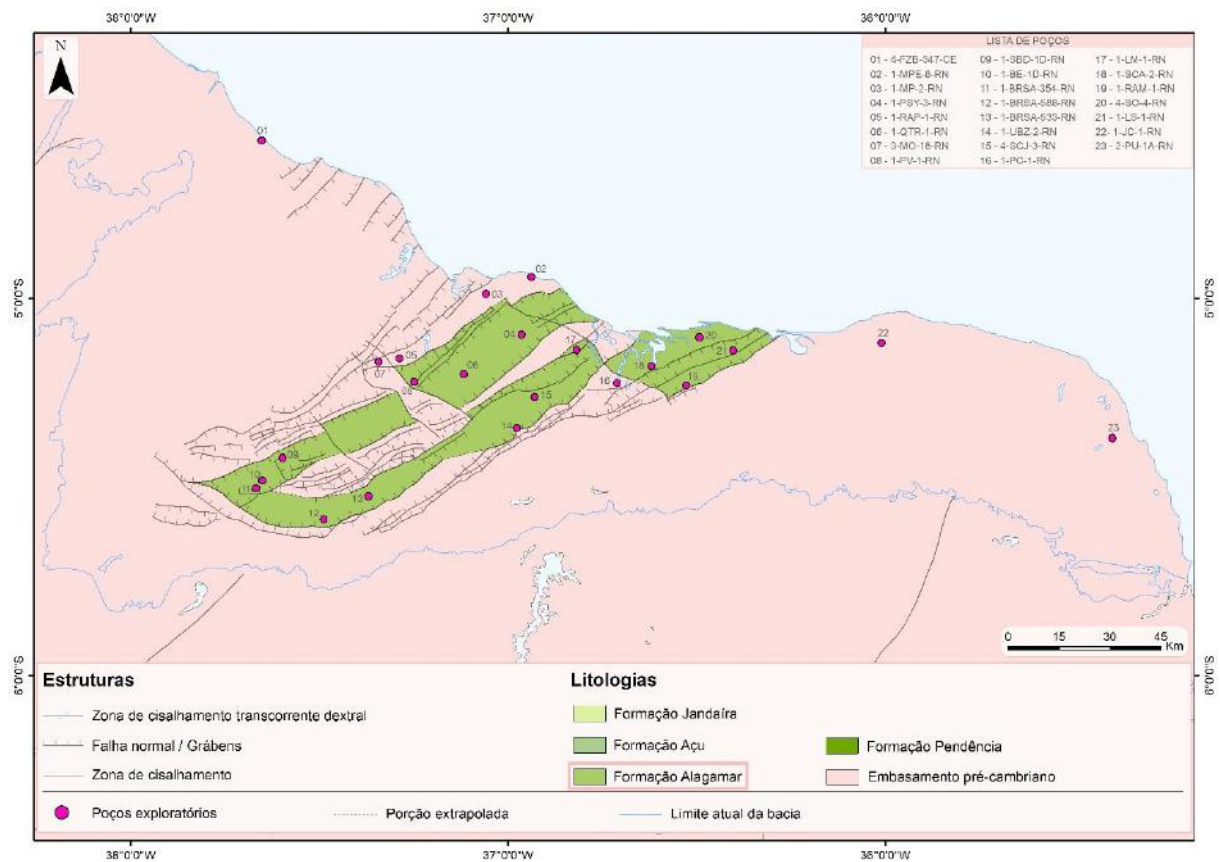 38°0'0"W 37°0'0"W 36°0'0"W
N
LISTA DE POÇOS
01 - 4-FZB-347-CE 09 - 1-SBD-1D-RN 17 - 1-LM-1-RN
02 - 1-MPE-8-RN 10 - 1-BE-1D-RN 18 - 1-SCA-2-RN
03 - 1-MP-2-RN 11 - 1-BRSA-354-RN 19 - 1-RAM-1-RN
04 - 1-PSY-3-RN 12 - 1-BRSA-588-RN 20 - 4-SO-4-RN
05 - 1-RAP-1-RN 13 - 1-BRSA-533-RN 21 - 1-LS-1-RN
06 - 1-QTR-1-RN 14 - 1-UBZ-2-RN 22 - 1-JC-1-RN
07 - 3-MO-16-RN 15 - 4-SCJ-3-RN 23 - 2-PU-1A-RN
08 - 1-PV-1-RN 16 - 1-PC-1-RN
01
02
03
5°0'0"S 5°0'0"S
04
20
22
17
21
05
07
18
06
08
16
19
15
14
23
09
10
11
13
12
0 15 30 45
Km
6°0'0"S 6°0'0"S
Estruturas
Zona de cisalhamento transcorrente dextral
Falha normal / Grábens
Zona de cisalhamento
Litologias
Formação Jandaíra
Formação Açu
Formação Alagamar
Formação Pendência
Embasamento pré-cambriano
Poços exploratórios Porção extrapolada Limite atual da bacia
38°0'0"W 37°0'0"W 36°0'0"W